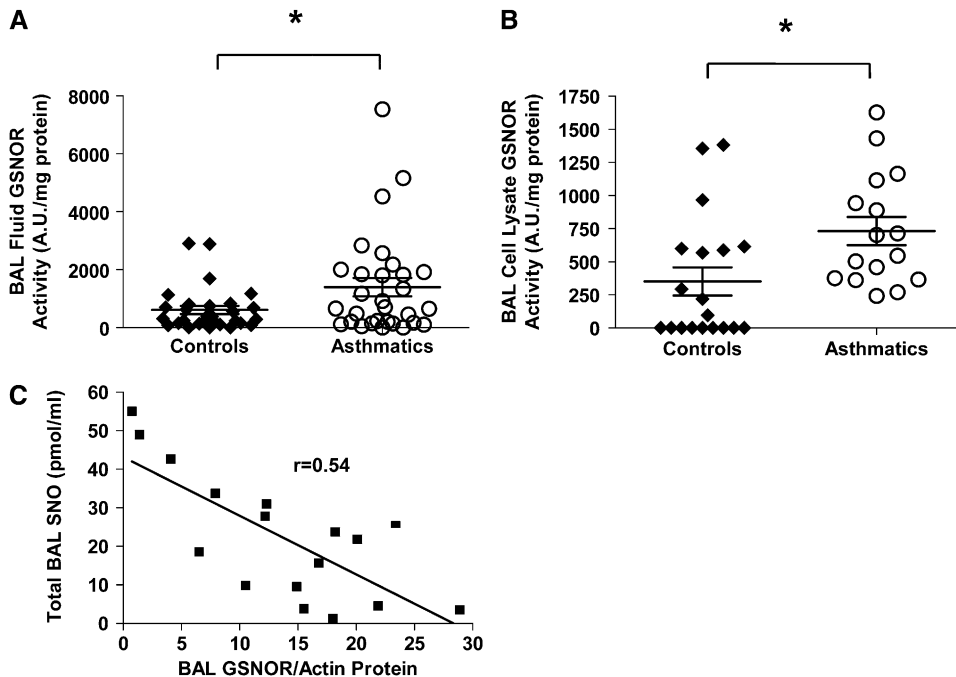 A
*
BAL Fluid GSNOR
Activity (A.U./mg protein)
8000
6000
4000
2000
0
Controls
Asthmatics
B
*
BAL Cell Lysate GSNOR
Activity (A.U./mg protein)
1750
1500
1250
1000
750
500
250
0
Controls
Asthmatics
C
Total BAL SNO (pmol/ml)
60
50
40
30
20
10
0
r=0.54
0 5 10 15 20 25 30
BAL GSNOR/Actin Protein